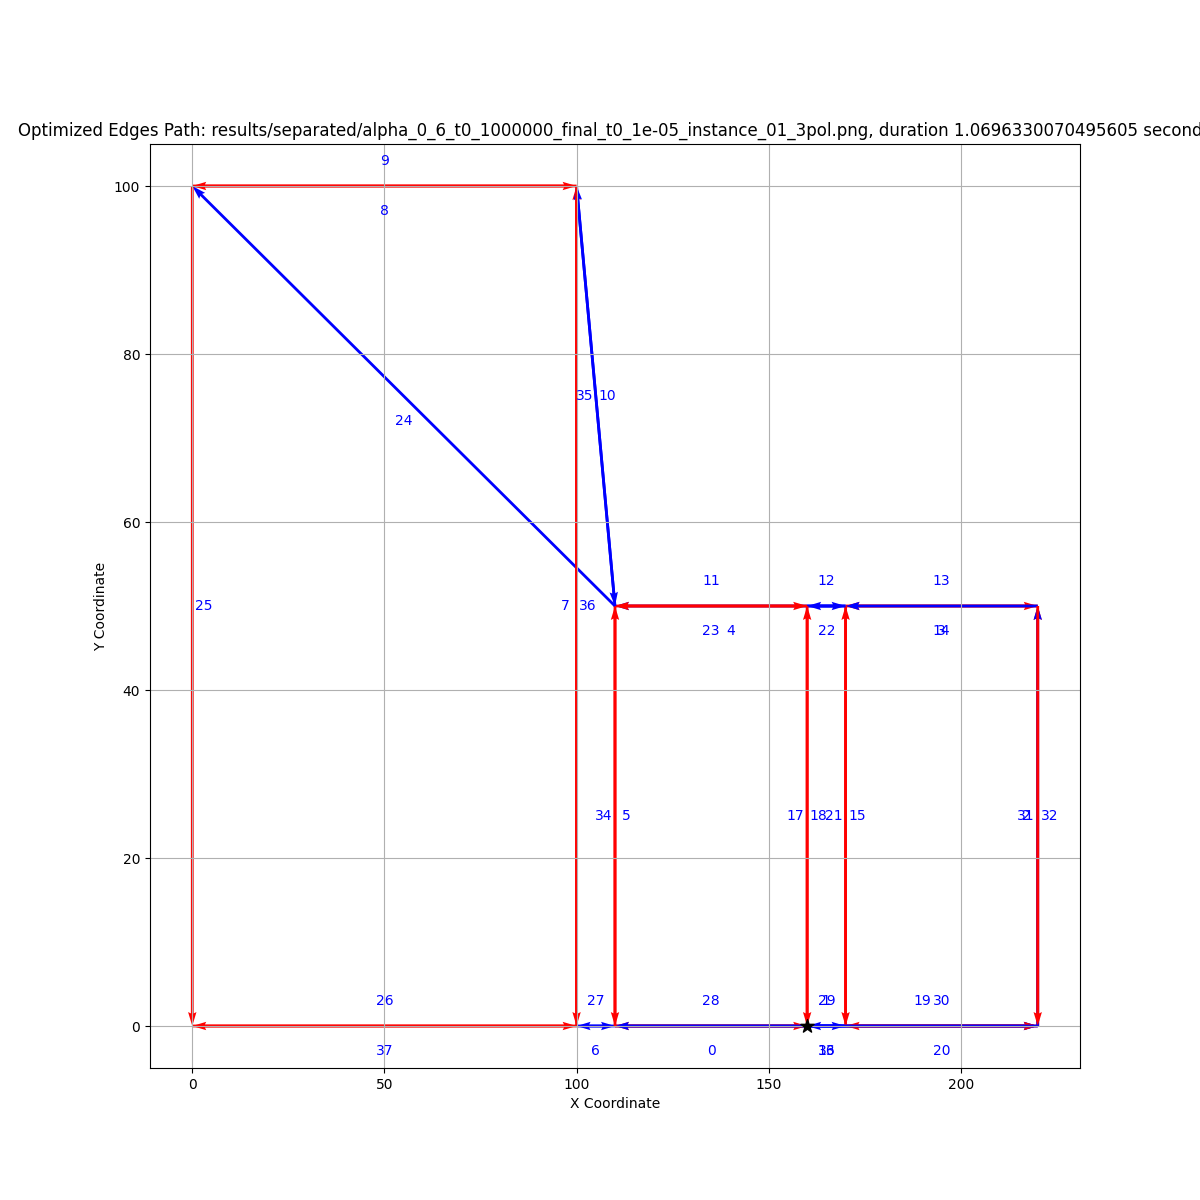 Optimized Edges Path: results/separated/alpha_0_6_t0_1000000_final_t0_1e-05_instance_01_3pol.png, duration 1.0696330070495605 second
9
100
8
80
35 10
24
60
11 12 13
25 7 36
23 4 22 14
40
34 5 17 18 21 15 31 32
20
26 27 28 29 19 30
0
37 6 0 20
0 50 100 150 200
X Coordinate
Y Coordinate